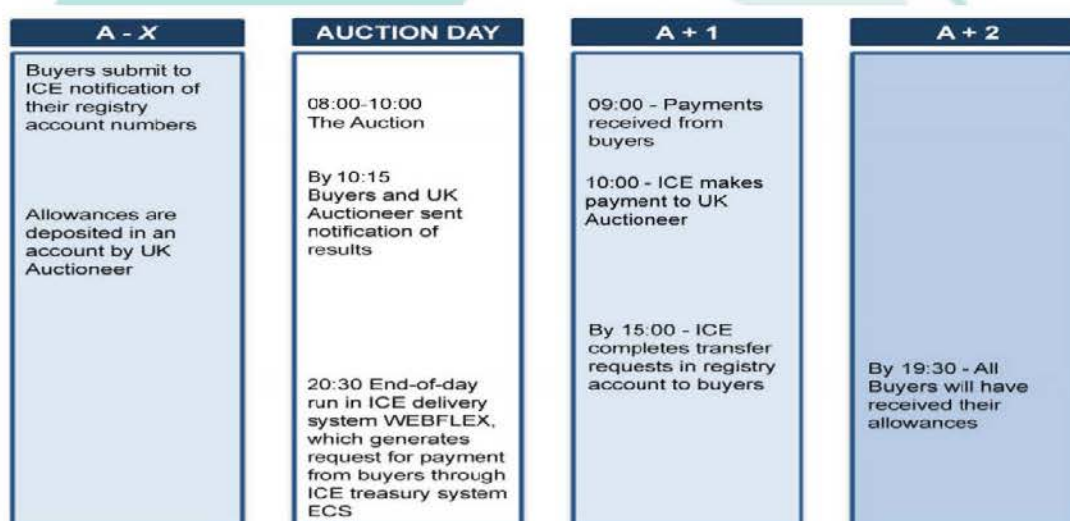 A - X
Buyers submit to
ICE notification of
their registry
account numbers
Allowances are
deposited in an
account by UK
Auctioneer
AUCTION DAY
08:00-10:00
The Auction
By 10:15
Buyers and UK
Auctioneer sent
notification of
results
20:30 End-of-day
run in ICE delivery
system WEBFLEX,
which generates
request for payment
from buyers through
ICE treasury system
ECS
A + 1
09:00 - Payments
received from
buyers
10:00 - ICE makes
payment to UK
Auctioneer
By 15:00 - ICE
completes transfer
requests in registry
account to buyers
A + 2
By 19:30 - All
Buyers will have
received their
allowances